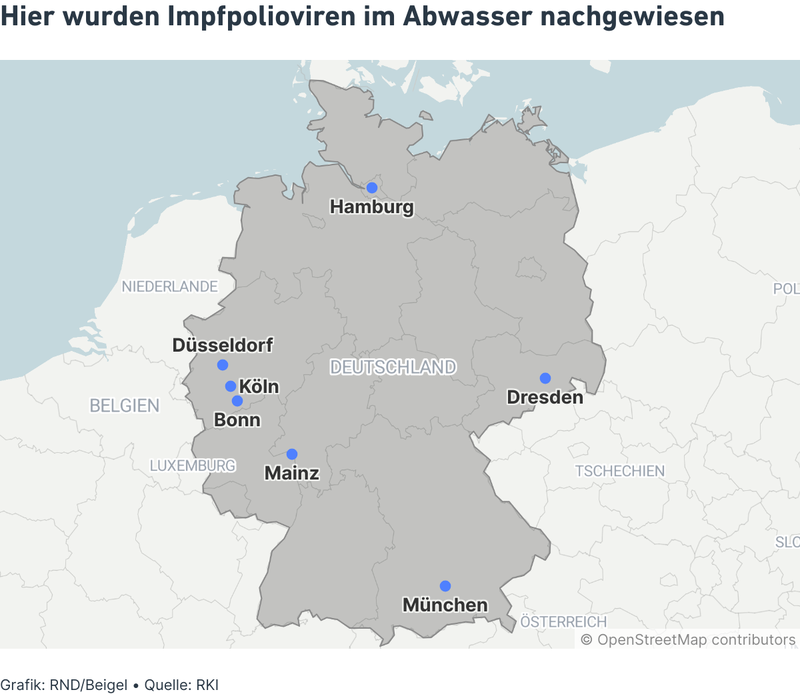 Hier wurden Impfpolioviren im Abwasser nachgewiesen
Hamburg
NIEDERLANDE
POL
Düsseldorf
DEUTSCHLAND
Köln
Dresden
BELGIEN
Bonn
LUXEMBURG
Mainz
TSCHECHIEN
SLO
München
ÖSTERREICH
© OpenStreetMap contributors
Grafik: RND/Beigel • Quelle: RKI